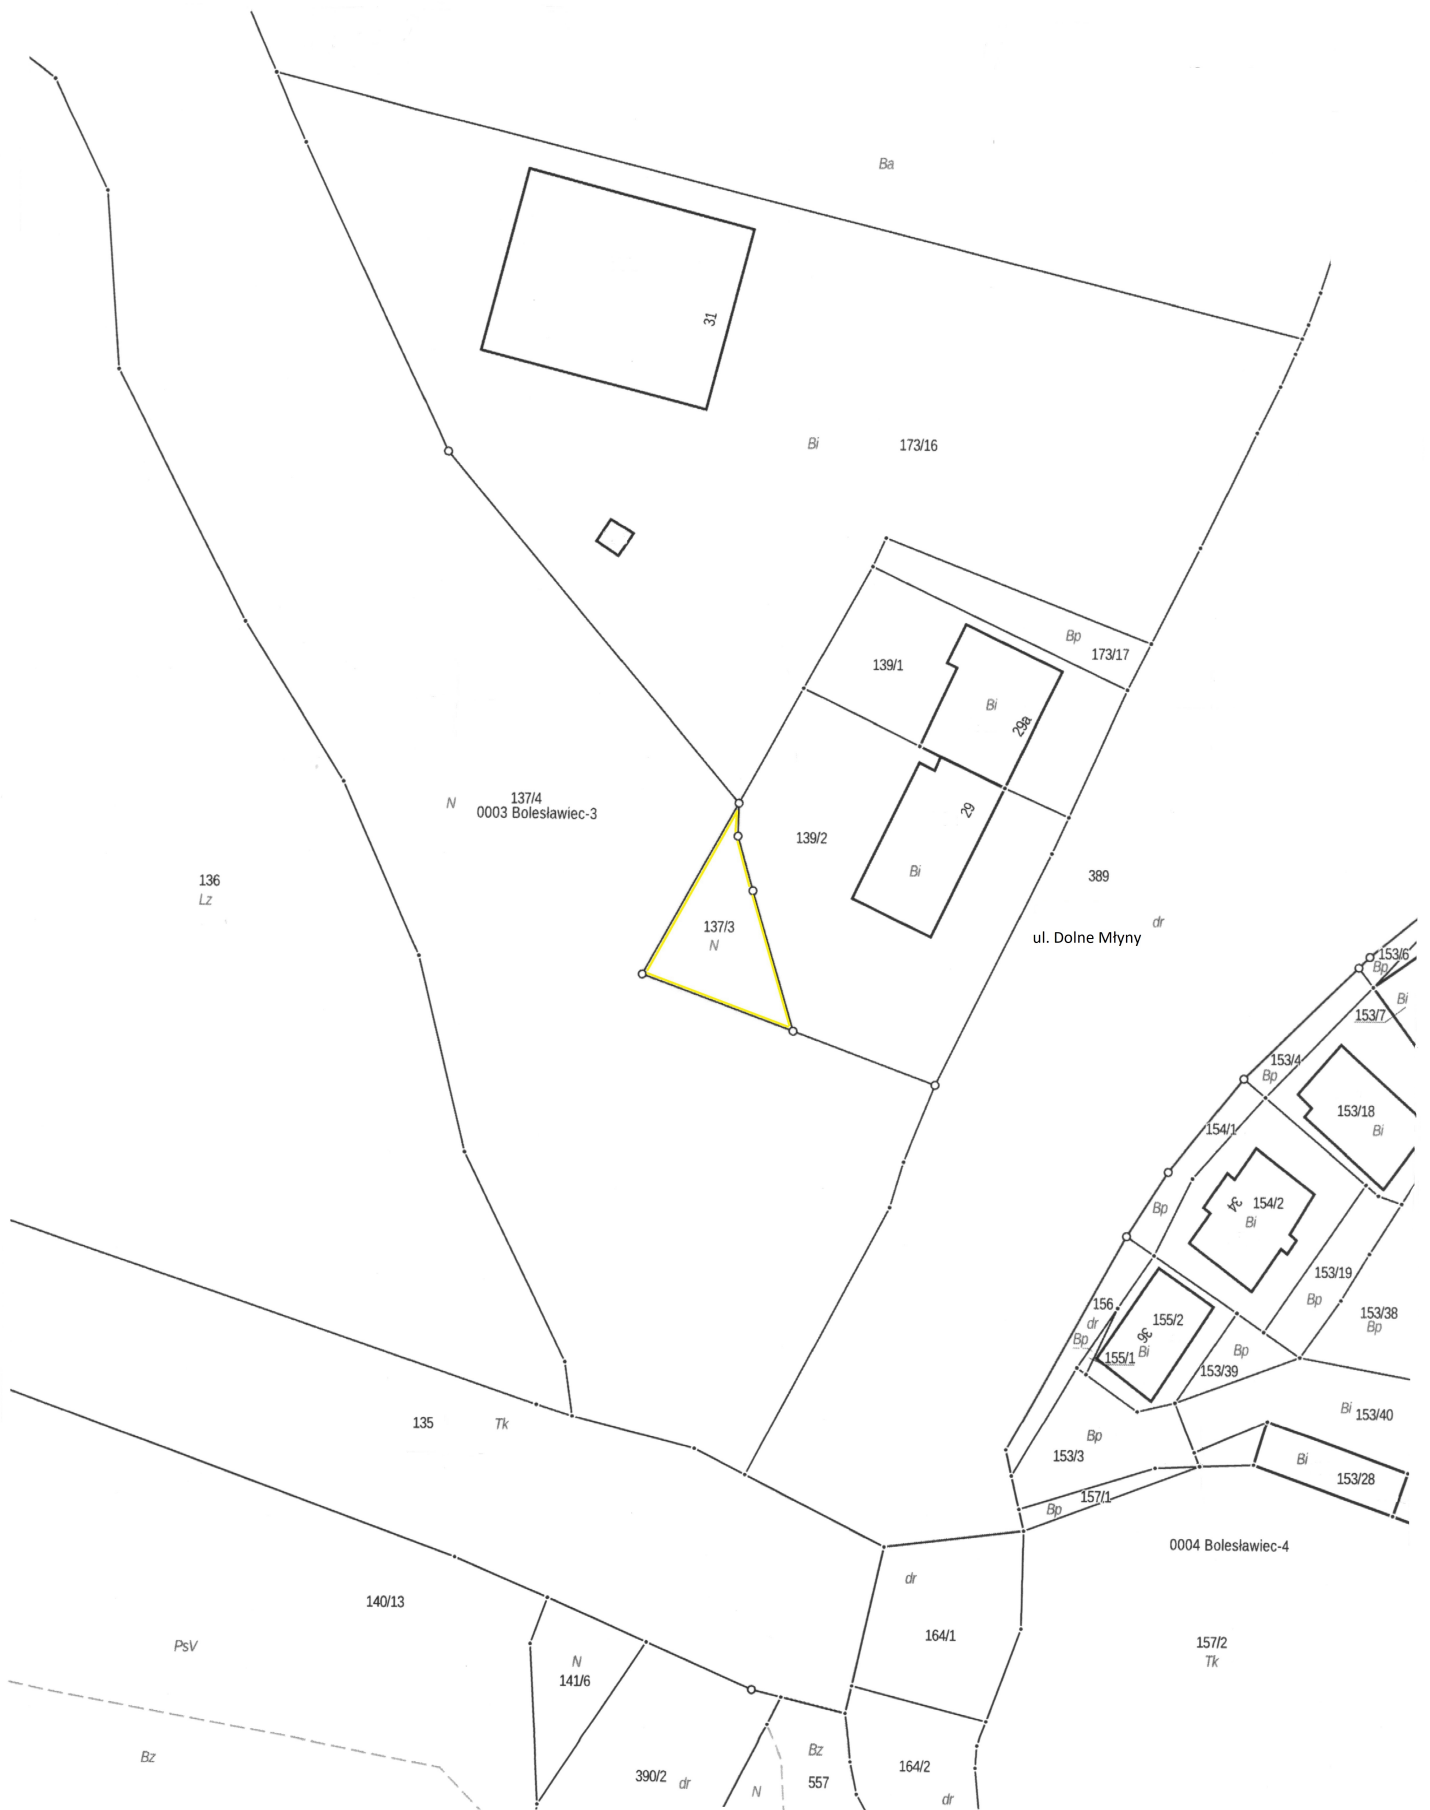 Ba
31
Bi 173/16
Bp
173/17
139/1
Bi
29a
N 137/4
0003 Bolesławiec-3
29
139/2
Bi
136
Lz
389
137/3
N
dr
ul. Dolne Młyny
153/6
Bp
Bi
153/7
153/4
Bp
153/18
Bi
154/1
34
154/2
Bi
Bp
153/19
Bp
156
dr
Bp
155/1
155/2
36
Bi
153/38
Bp
Bp
153/39
135 Tk
Bi 153/40
Bp
153/3
Bi
153/28
157/1
Bp
0004 Bolesławiec-4
dr
140/13
164/1
PsV
157/2
Tk
N
141/6
Bz
Bz
557
164/2
390/2 dr
N
dr